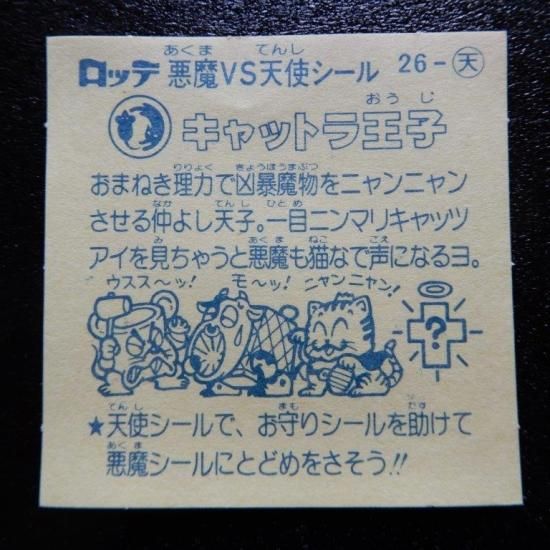 ロッテ 悪魔VS天使シール 26-天
キャットラ王子
おまねき理力で凶暴魔物をニャンニャン
させる仲よし天子。一目ニンマリキャッツ
アイを見ちゃうと悪魔も猫なで声になるヨ。
ウスス〜ッ! モ〜ッ! ニャンニャン!
?
★天使シールで、お守りシールを助けて
悪魔シールにとどめをさそう!!